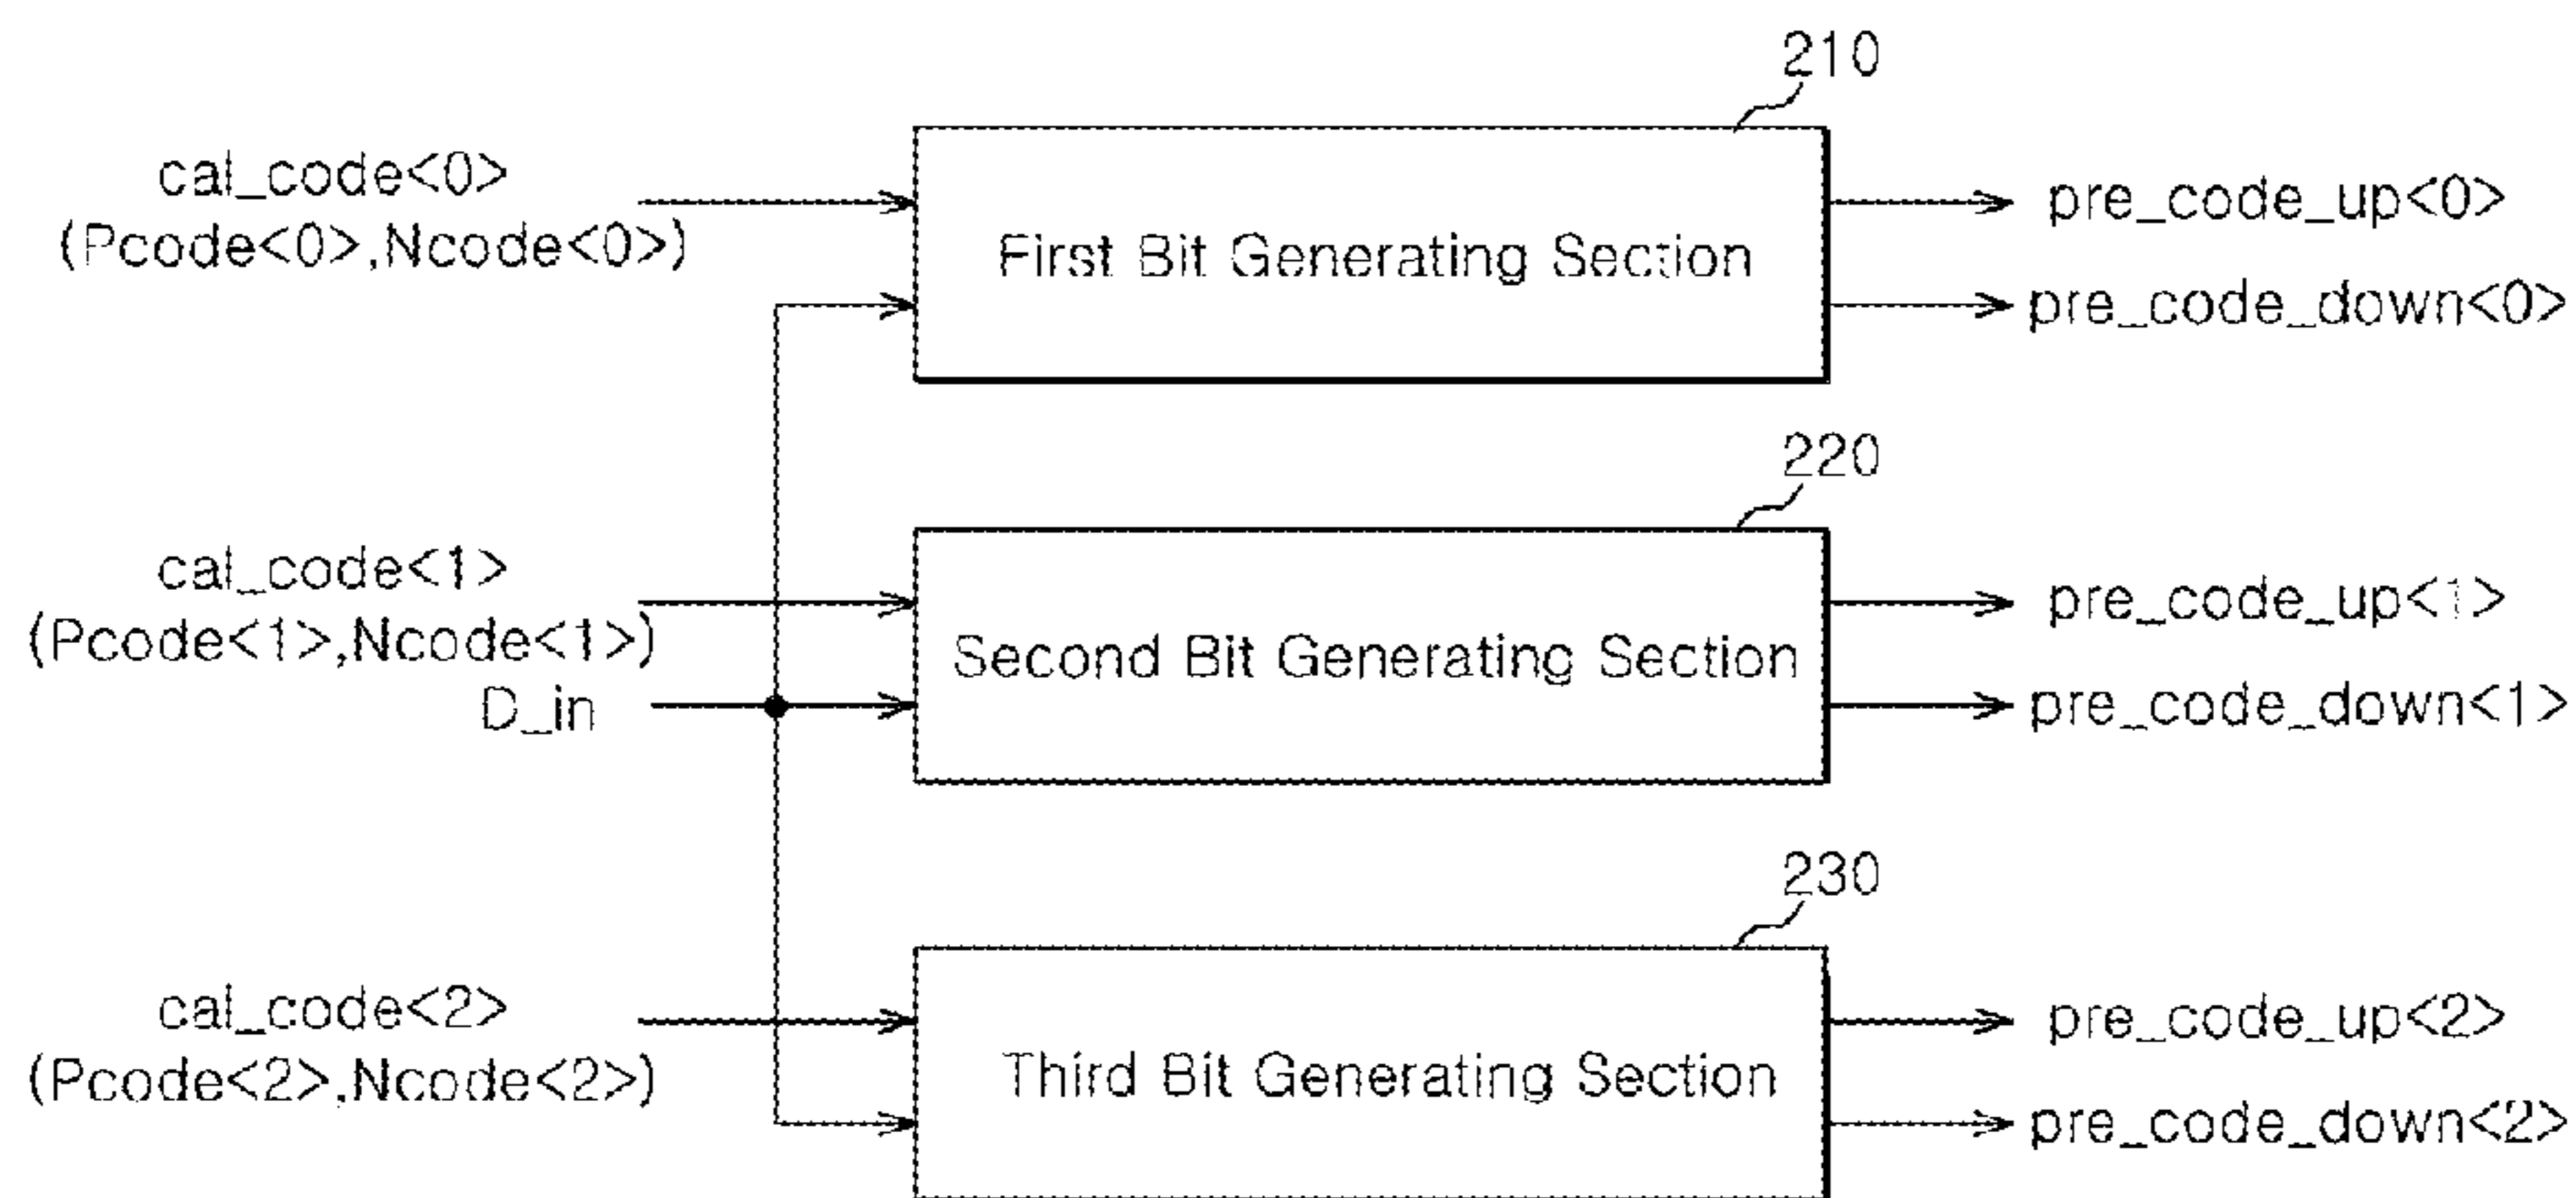 210
cal_code<0>
(Pcode<0>,Ncode<0>)
First Bit Generating Section
pre_code_up<0>
pre_code_down<0>
220
cal_code<1>
(Pcode<1>,Ncode<1>)
D_in
Second Bit Generating Section
pre_code_up<1>
pre_code_down<1>
230
cal_code<2>
(Pcode<2>,Ncode<2>)
Third Bit Generating Section
pre_code_up<2>
pre_code_down<2>